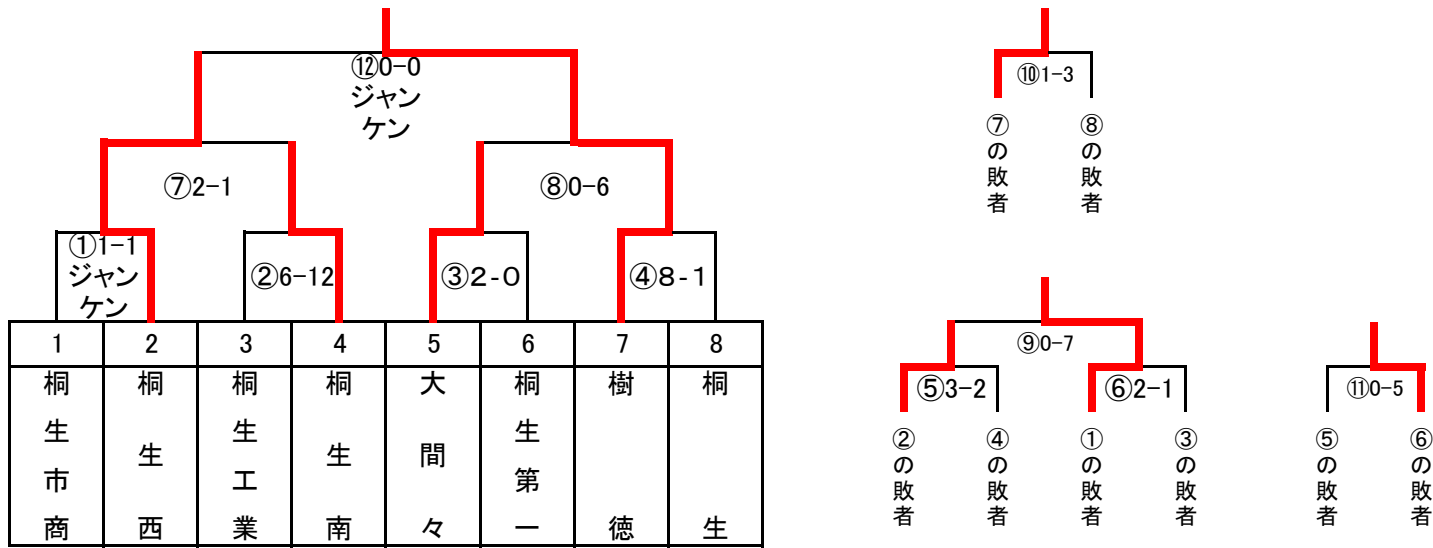 ⑫0-0
ジャン
ケン
⑩1-3
⑦の敗者
⑧の敗者
⑦2-1
⑧0-6
①1-1
ジャン
ケン
②6-12
③2-0
④8-1
1 2 3 4 5 6 7 8
桐生市商
桐生西
桐生工業
桐生南
大間々
桐生第一
樹徳
桐生
⑨0-7
⑤3-2
⑥2-1
⑪0-5
②の敗者
④の敗者
①の敗者
③の敗者
⑤の敗者
⑥の敗者